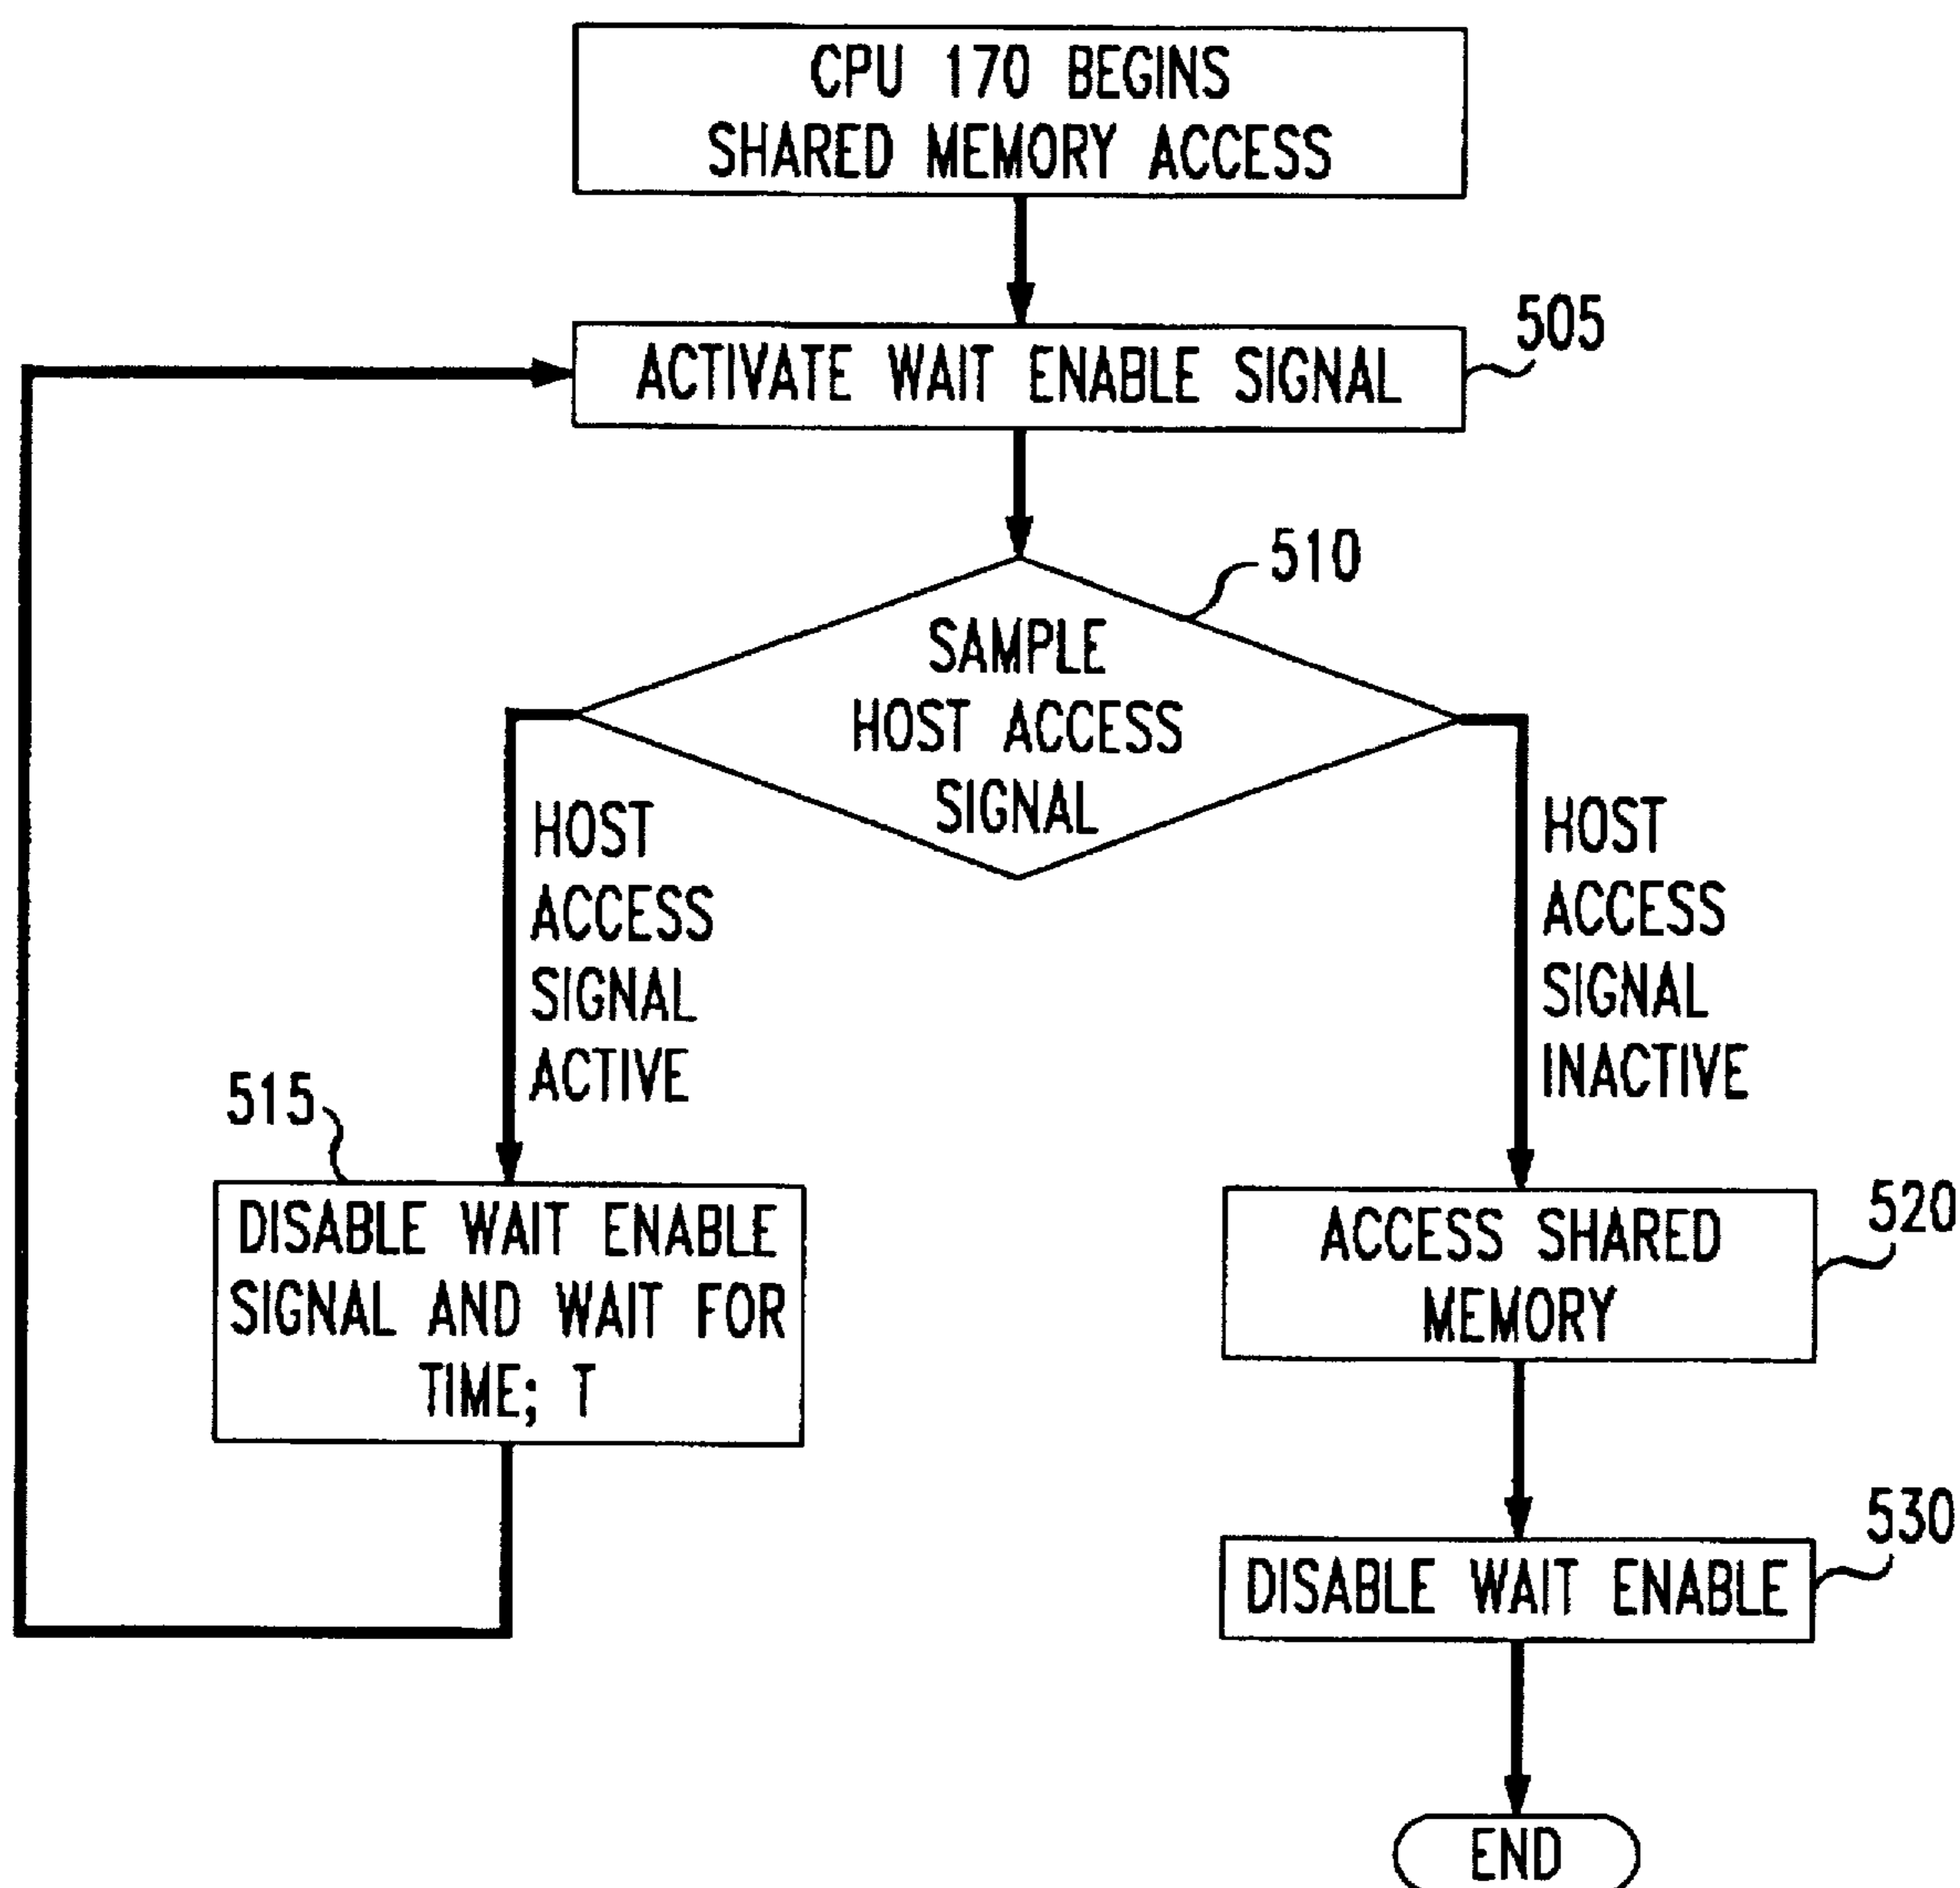 CPU 170 BEGINS
SHARED MEMORY ACCESS
505
ACTIVATE WAIT ENABLE SIGNAL
510
SAMPLE
HOST ACCESS
SIGNAL
HOST
ACCESS
SIGNAL
ACTIVE
HOST
ACCESS
SIGNAL
INACTIVE
515
DISABLE WAIT ENABLE
SIGNAL AND WAIT FOR
TIME; T
520
ACCESS SHARED
MEMORY
530
DISABLE WAIT ENABLE
END